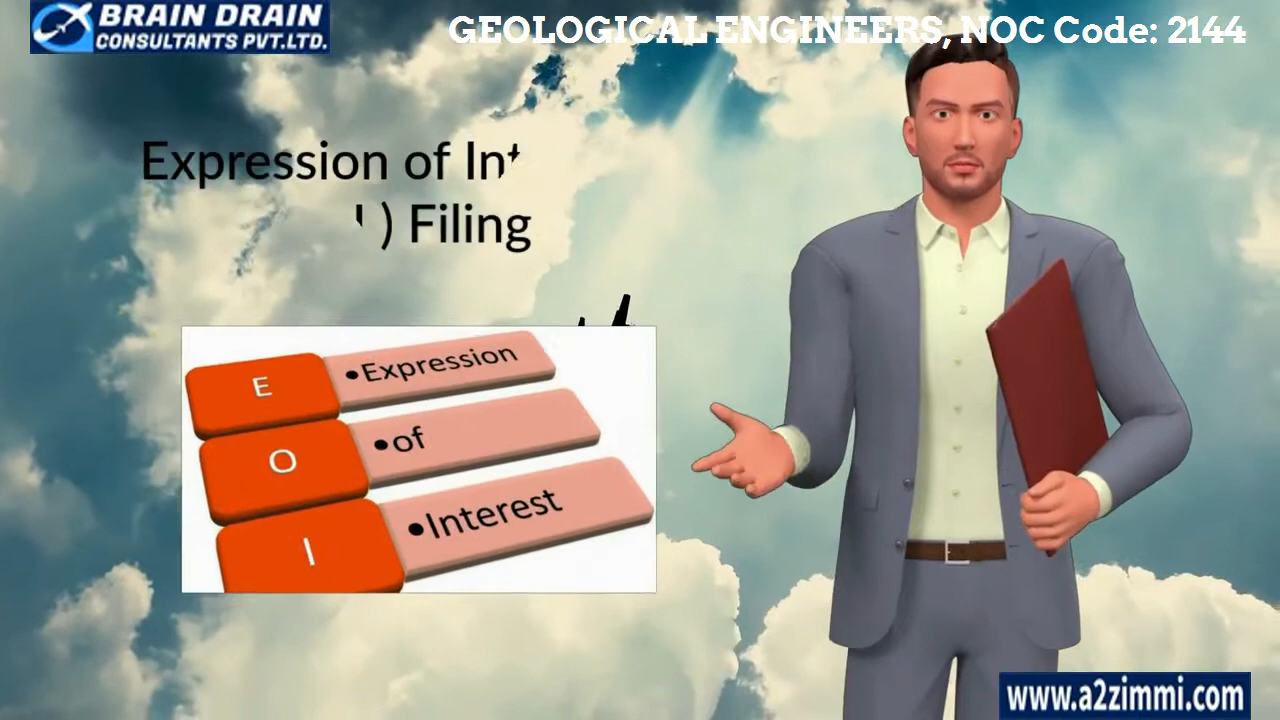 BRAIN DRAIN
CONSULTANTS PVT.LTD.
GEOLOGICAL ENGINEERS, NOC Code: 2144
Expression of
) Filing
E
•Expression
O
•of
I
•Interest
www.a2zimmi.com